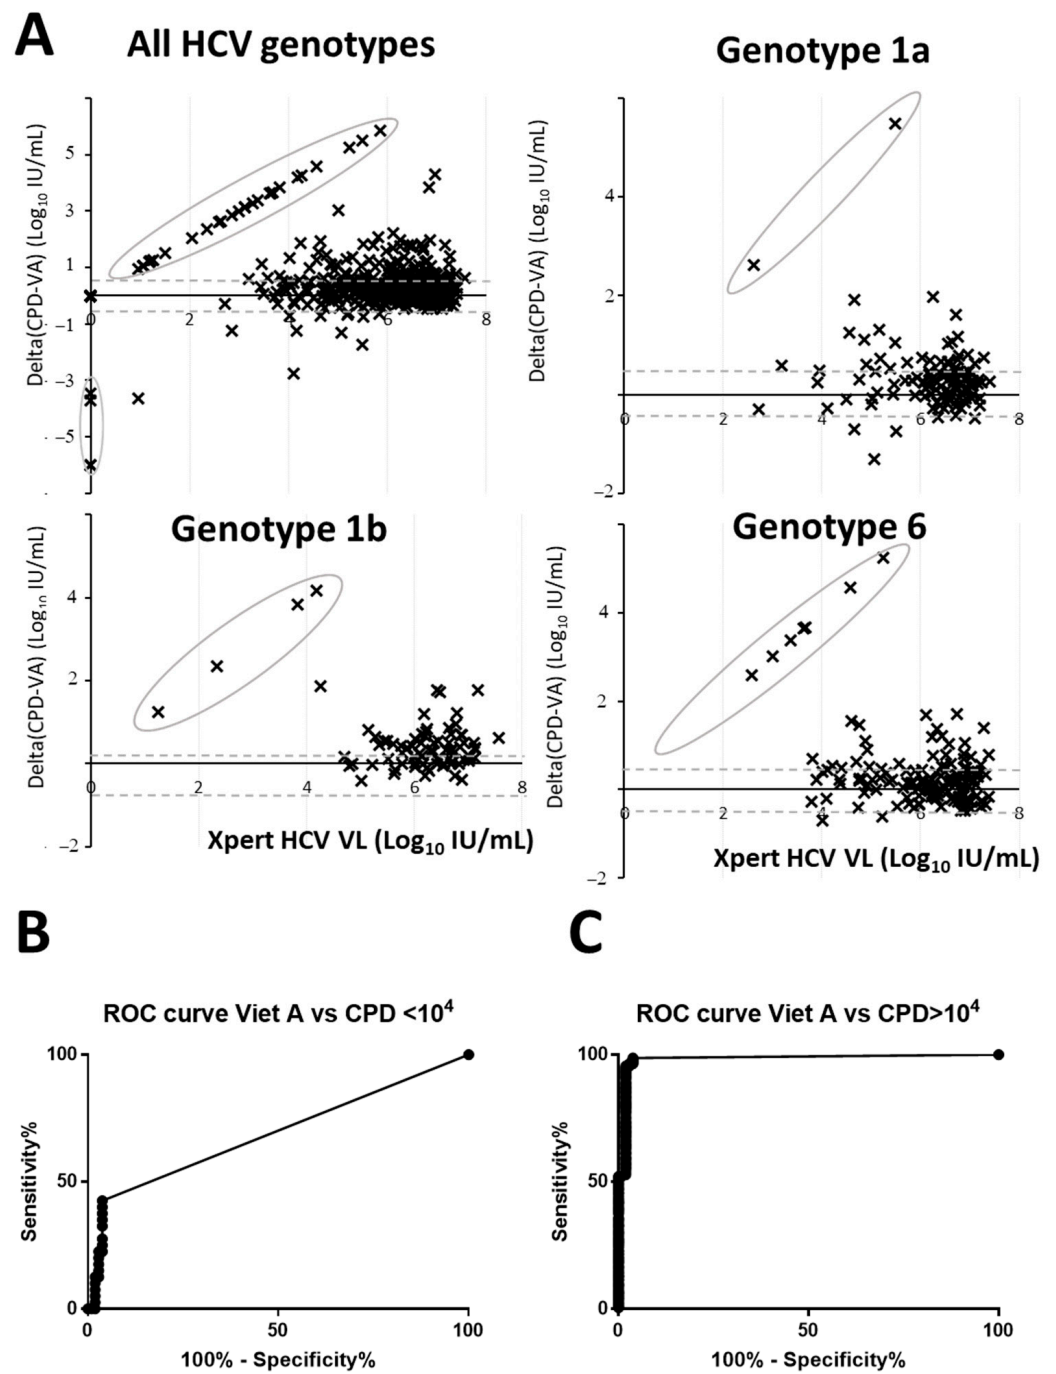 A
All HCV genotypes
Genotype 1a
Delta(CPD-VA) (Log10 IU/mL)
5
3
1
−1
−3
−5
0
2
4
6
8
Delta(CPD-VA) (Log10 IU/mL)
4
2
−2
0
2
4
6
8
Genotype 1b
Genotype 6
Delta(CPD-VA) (Log10 IU/mL)
4
2
−2
0
2
4
6
8
Xpert HCV VL (Log10 IU/mL)
Delta(CPD-VA) (Log10 IU/mL)
4
2
−2
0
2
4
6
8
Xpert HCV VL (Log10 IU/mL)
B
C
ROC curve Viet A vs CPD <10⁴
Sensitivity%
100
50
0
0
50
100
100% - Specificity%
ROC curve Viet A vs CPD>10⁴
Sensitivity%
100
50
0
0
50
100
100% - Specificity%